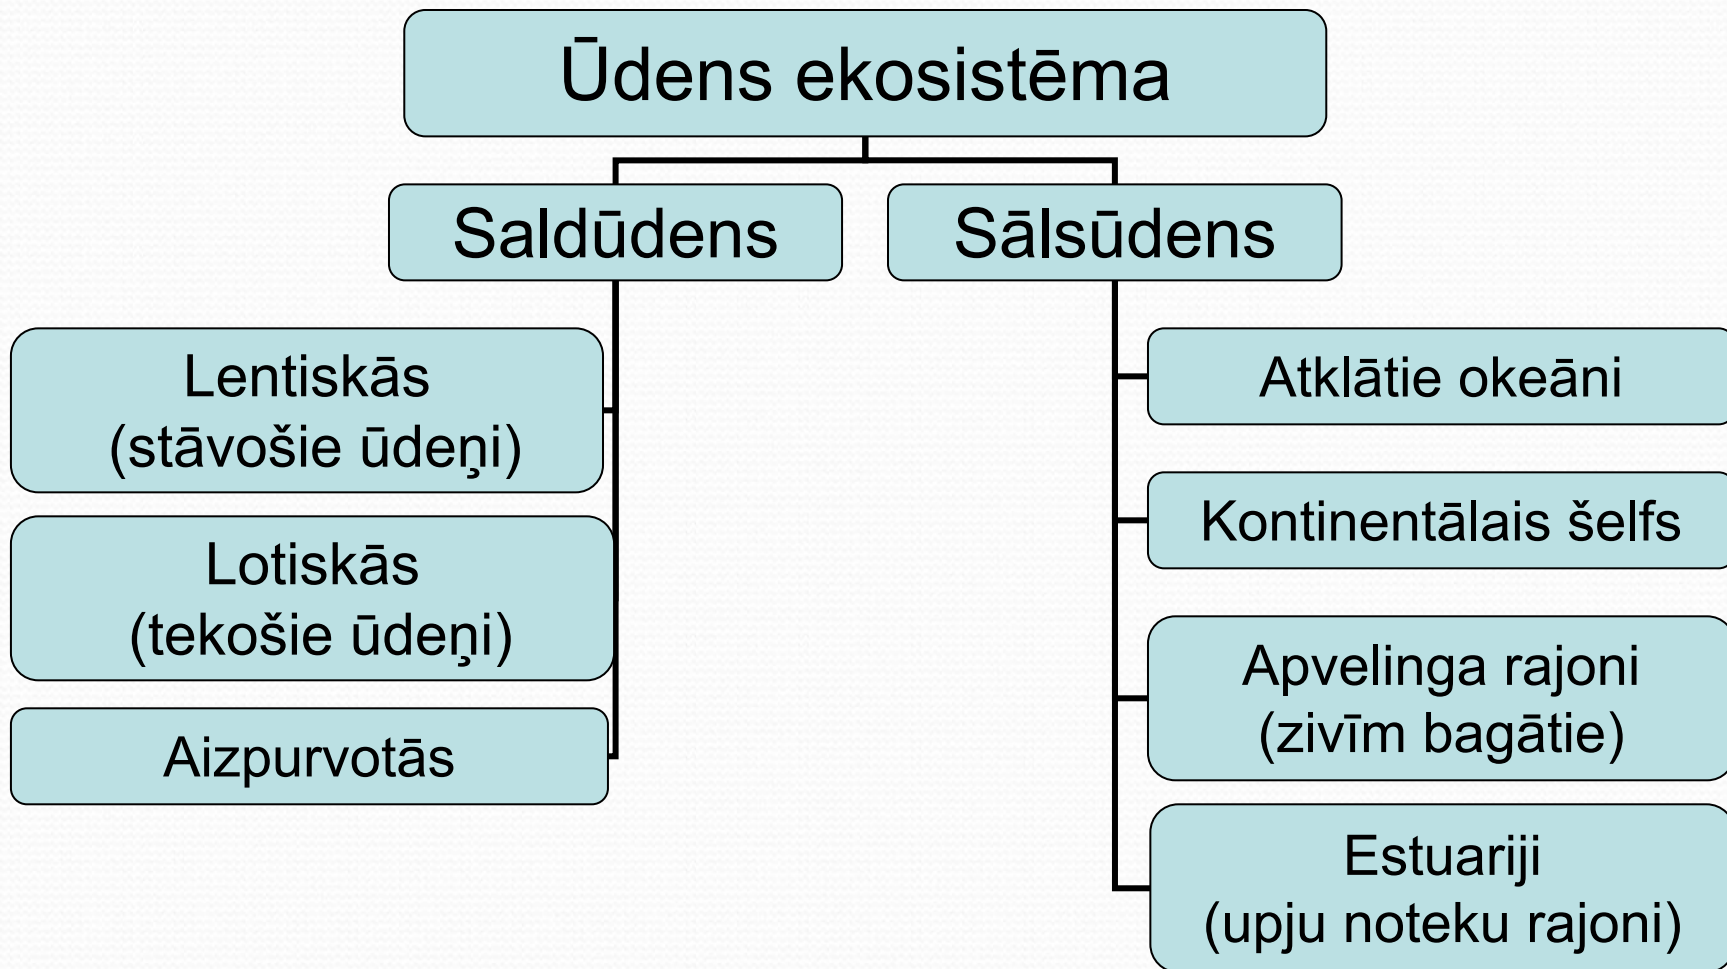 Ūdens ekosistēma
Saldūdens
Sālsūdens
Lentiskās
(stāvošie ūdeņi)
Lotiskās
(tekošie ūdeņi)
Aizpurvotās
Atklātie okeāni
Kontinentālais šelfs
Apvelinga rajoni
(zivīm bagātie)
Estuariji
(upju noteku rajoni)